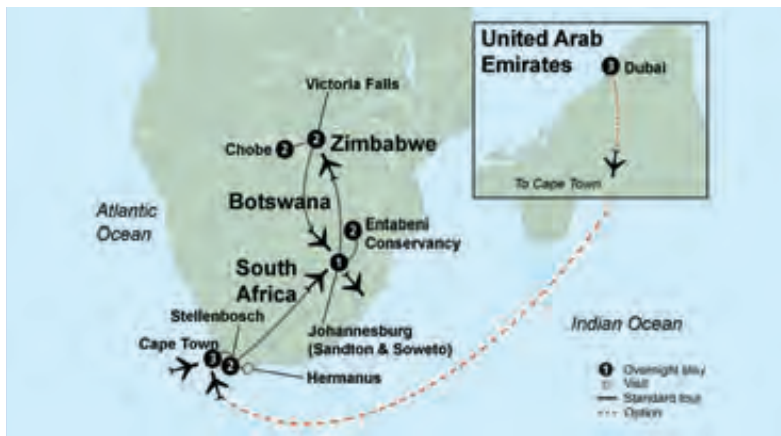 United Arab
Emirates
3 Dubai
To Cape Town
Victoria Falls
2 Zimbabwe
Chobe 2
Botswana
Atlantic
Ocean
2 Entabeni
Conservancy
1
South
Africa
Stellenbosch
Cape Town
3 2
Johannesburg
(Sandton & Soweto)
Hermanus
Indian Ocean
1 Overnight stay
Visit
Standard tour
Option